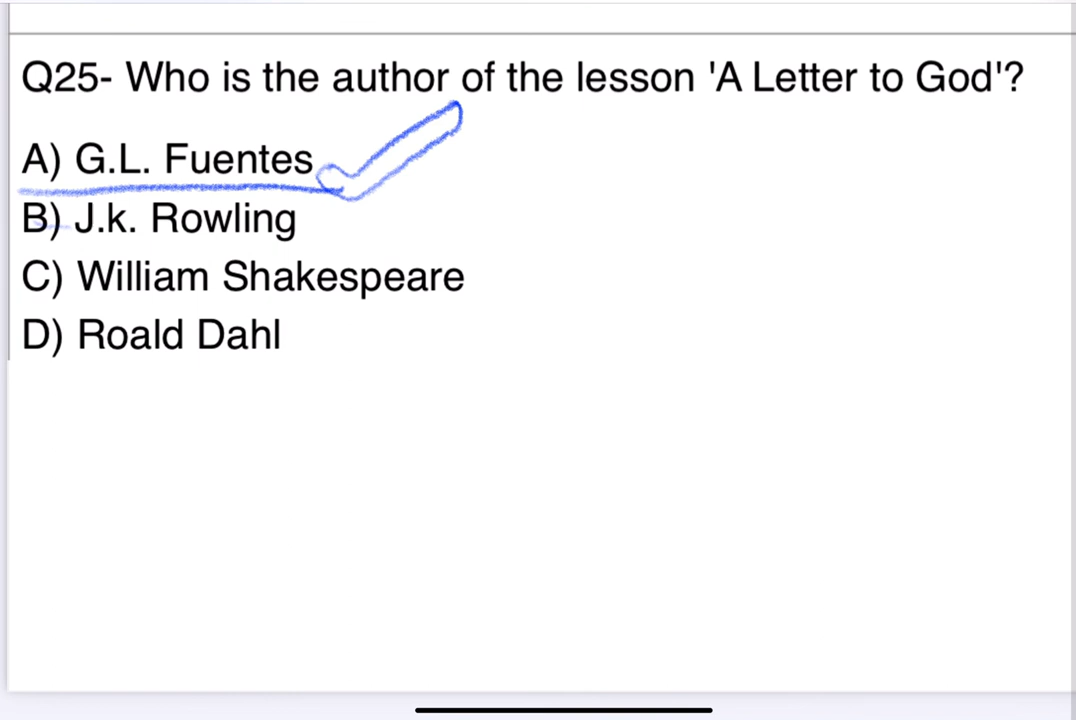 Q25- Who is the author of the lesson 'A Letter to God'?
A) G.L. Fuentes
B) J.k. Rowling
C) William Shakespeare
D) Roald Dahl